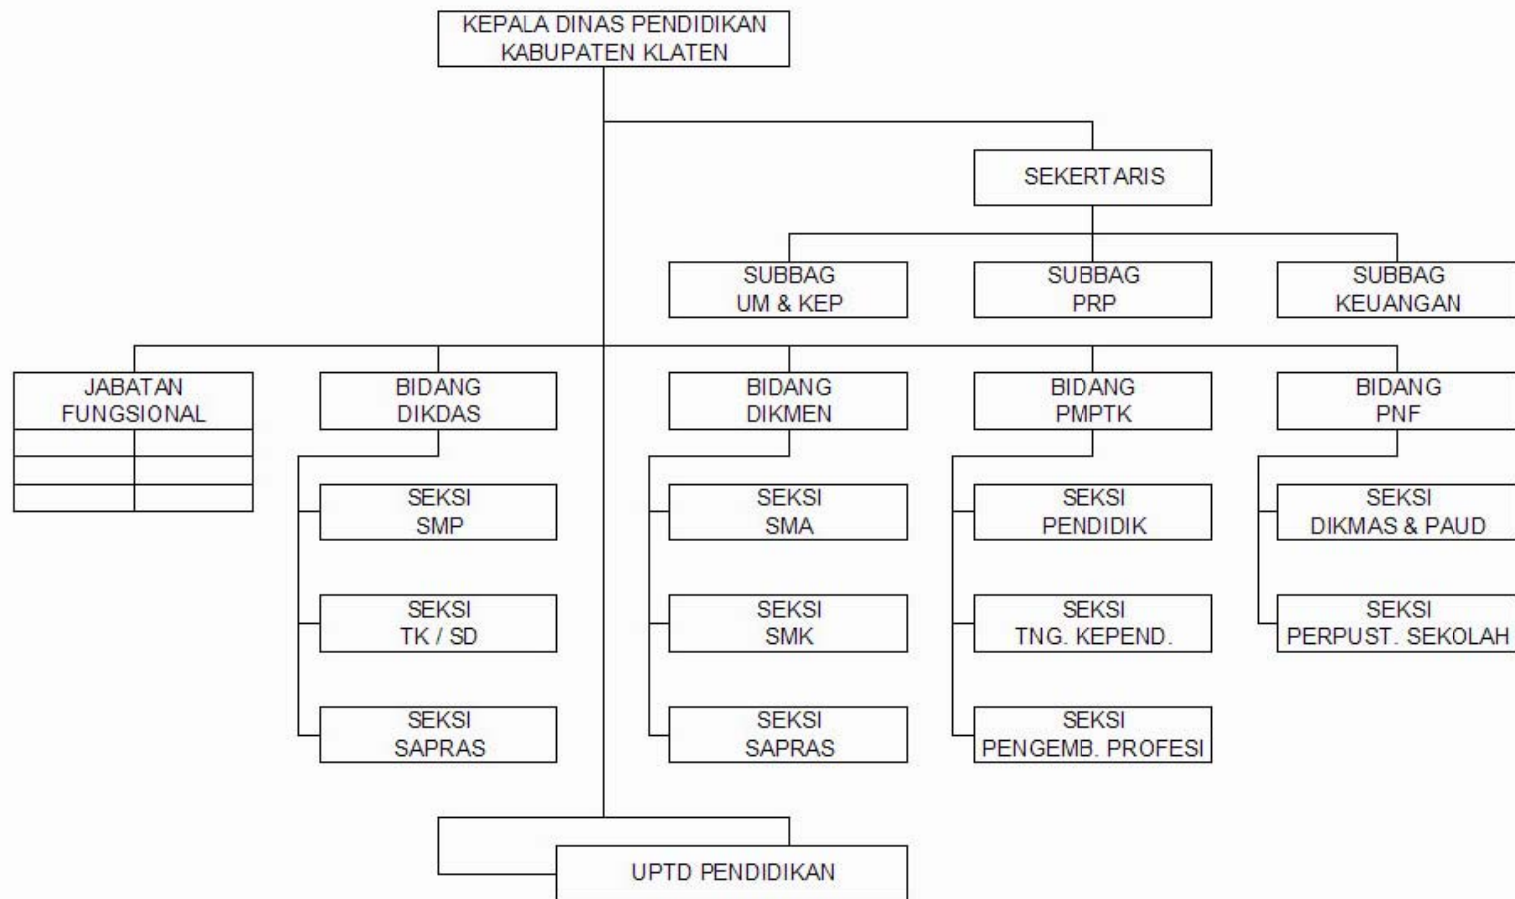 KEPALA DINAS PENDIDIKAN
KABUPATEN KLATEN
SEKERTARIS
SUBBAG
UM & KEP
SUBBAG
PRP
SUBBAG
KEUANGAN
JABATAN
FUNGSIONAL
BIDANG
DIKDAS
BIDANG
DIKMEN
BIDANG
PMPTK
BIDANG
PNF
SEKSI
SMP
SEKSI
SMA
SEKSI
PENDIDIK
SEKSI
DIKMAS & PAUD
SEKSI
TK / SD
SEKSI
SMK
SEKSI
TNG. KEPEND.
SEKSI
PERPUST. SEKOLAH
SEKSI
SAPRAS
SEKSI
SAPRAS
SEKSI
PENGEMB. PROFESI
UPTD PENDIDIKAN